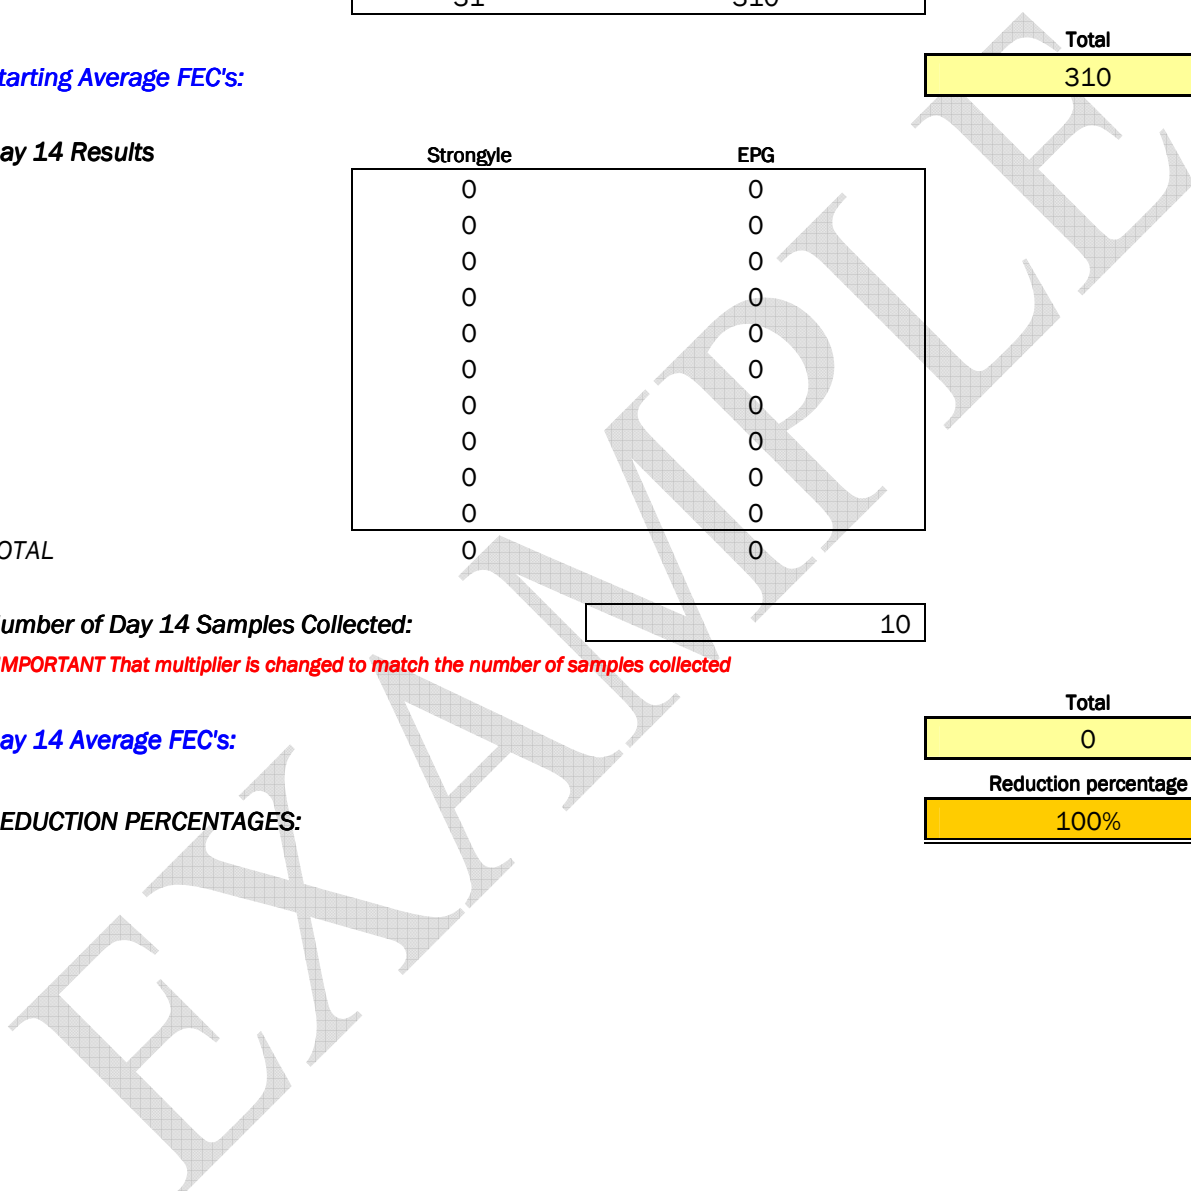 31 310
Total
tarting Average FEC's: 310
ay 14 Results Strongyle EPG
0 0
0 0
0 0
0 0
0 0
0 0
0 0
0 0
0 0
0 0
OTAL 0 0
umber of Day 14 Samples Collected: 10
IMPORTANT That multiplier is changed to match the number of samples collected
Total
ay 14 Average FEC's: 0
Reduction percentage
EDUCTION PERCENTAGES: 100%
EXAMPLE